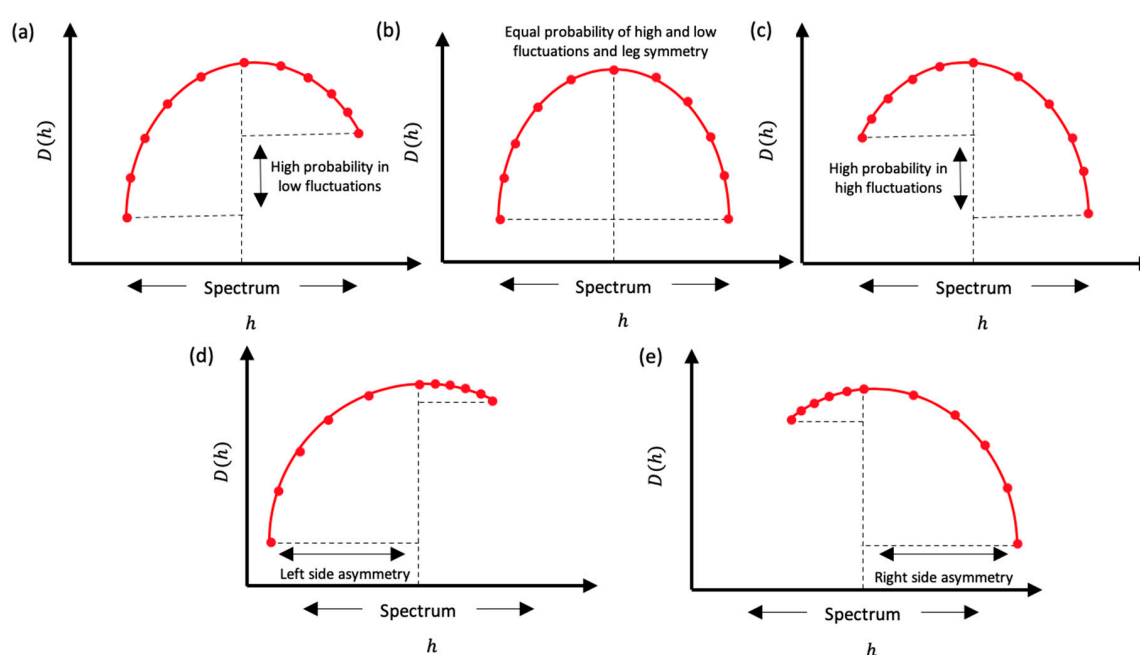 (a)
D(h)
High probability in
low fluctuations
Spectrum
h
(b)
Equal probability of high and low
fluctuations and leg symmetry
D(h)
Spectrum
h
(c)
D(h)
High probability in
high fluctuations
Spectrum
h
(d)
D(h)
Left side asymmetry
Spectrum
h
(e)
D(h)
Right side asymmetry
Spectrum
h